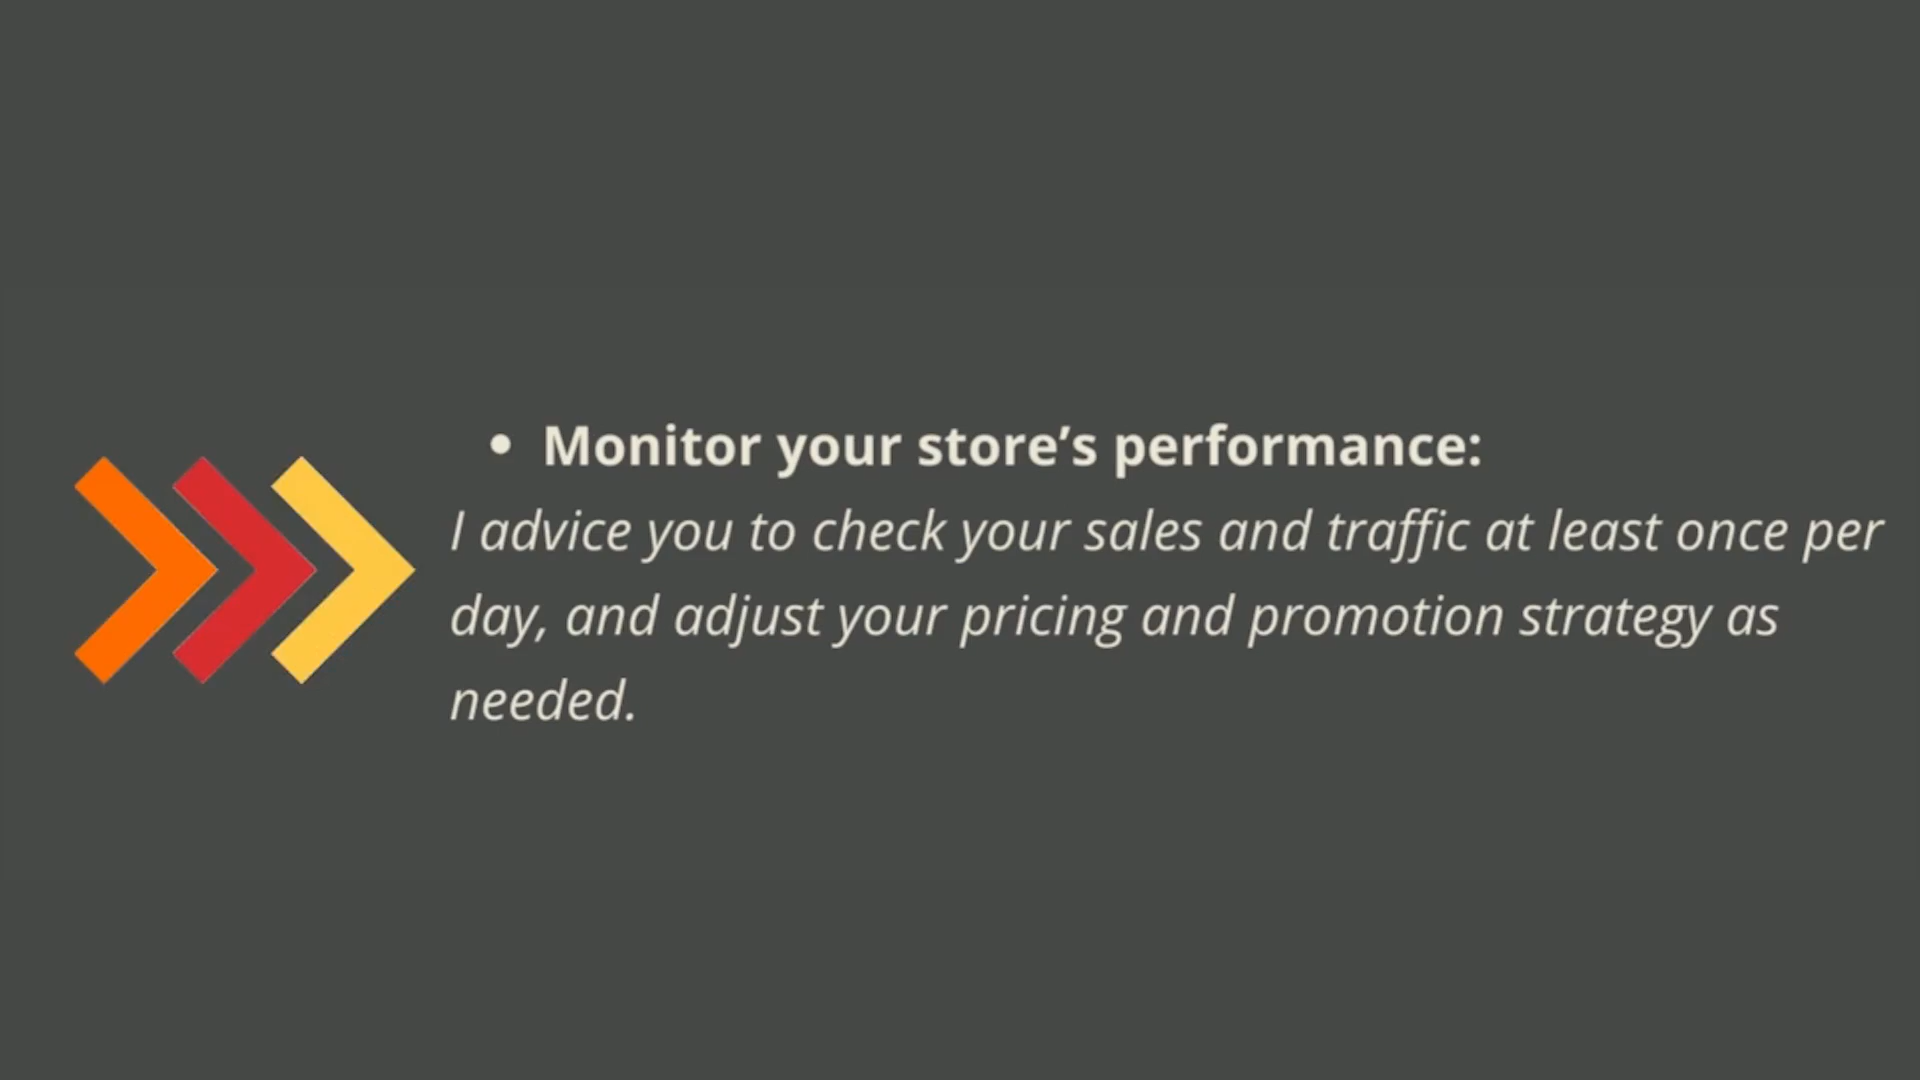 • Monitor your store’s performance:
I advice you to check your sales and traffic at least once per
day, and adjust your pricing and promotion strategy as
needed.